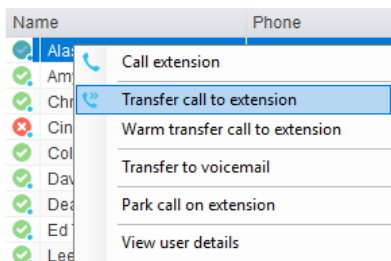 Name Phone
Ala
Call extension
Am
Chr
Transfer call to extension
Cin
Warm transfer call to extension
Col
Dav
Transfer to voicemail
Dea
Park call on extension
Ed
View user details
Lee